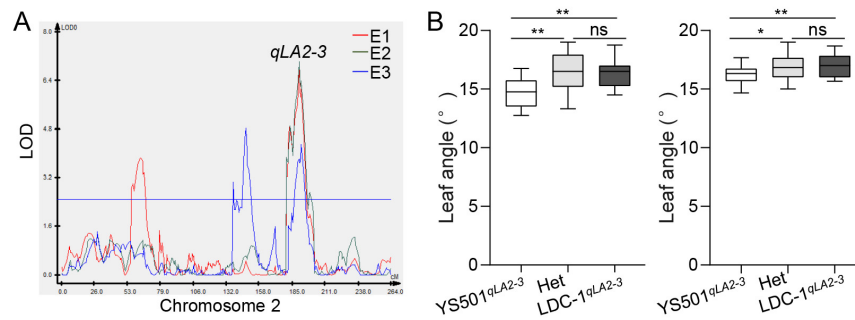 A
LOD0
8.0
6.4
4.8
3.2
1.6
0.0
LOD
qLA2-3
E1
E2
E3
0.0 26.0 53.0 79.0 106.0 132.0 158.0 185.0 211.0 238.0 264.0
cM
Chromosome 2
B
Leaf angle (°)
20
15
10
5
0
**
** ns
YS501qLA2-3 Het LDC-1qLA2-3
Leaf angle (°)
20
15
10
5
0
**
* ns
YS501qLA2-3 Het LDC-1qLA2-3